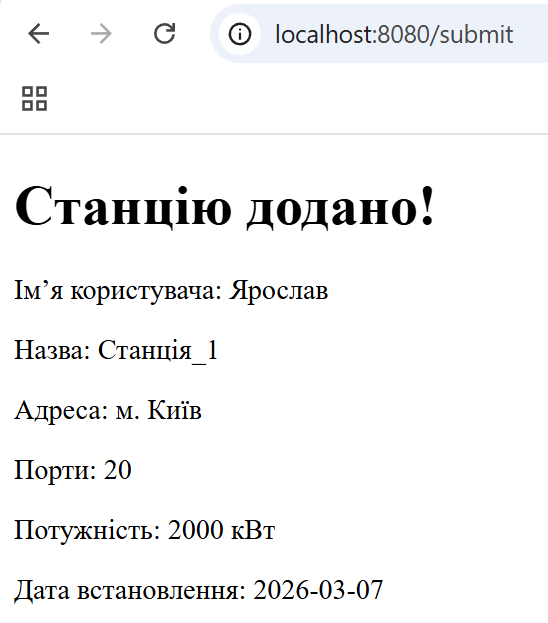 localhost:8080/submit
Станцію додано!
Ім’я користувача: Ярослав
Назва: Станція_1
Адреса: м. Київ
Порти: 20
Потужність: 2000 кВт
Дата встановлення: 2026-03-07